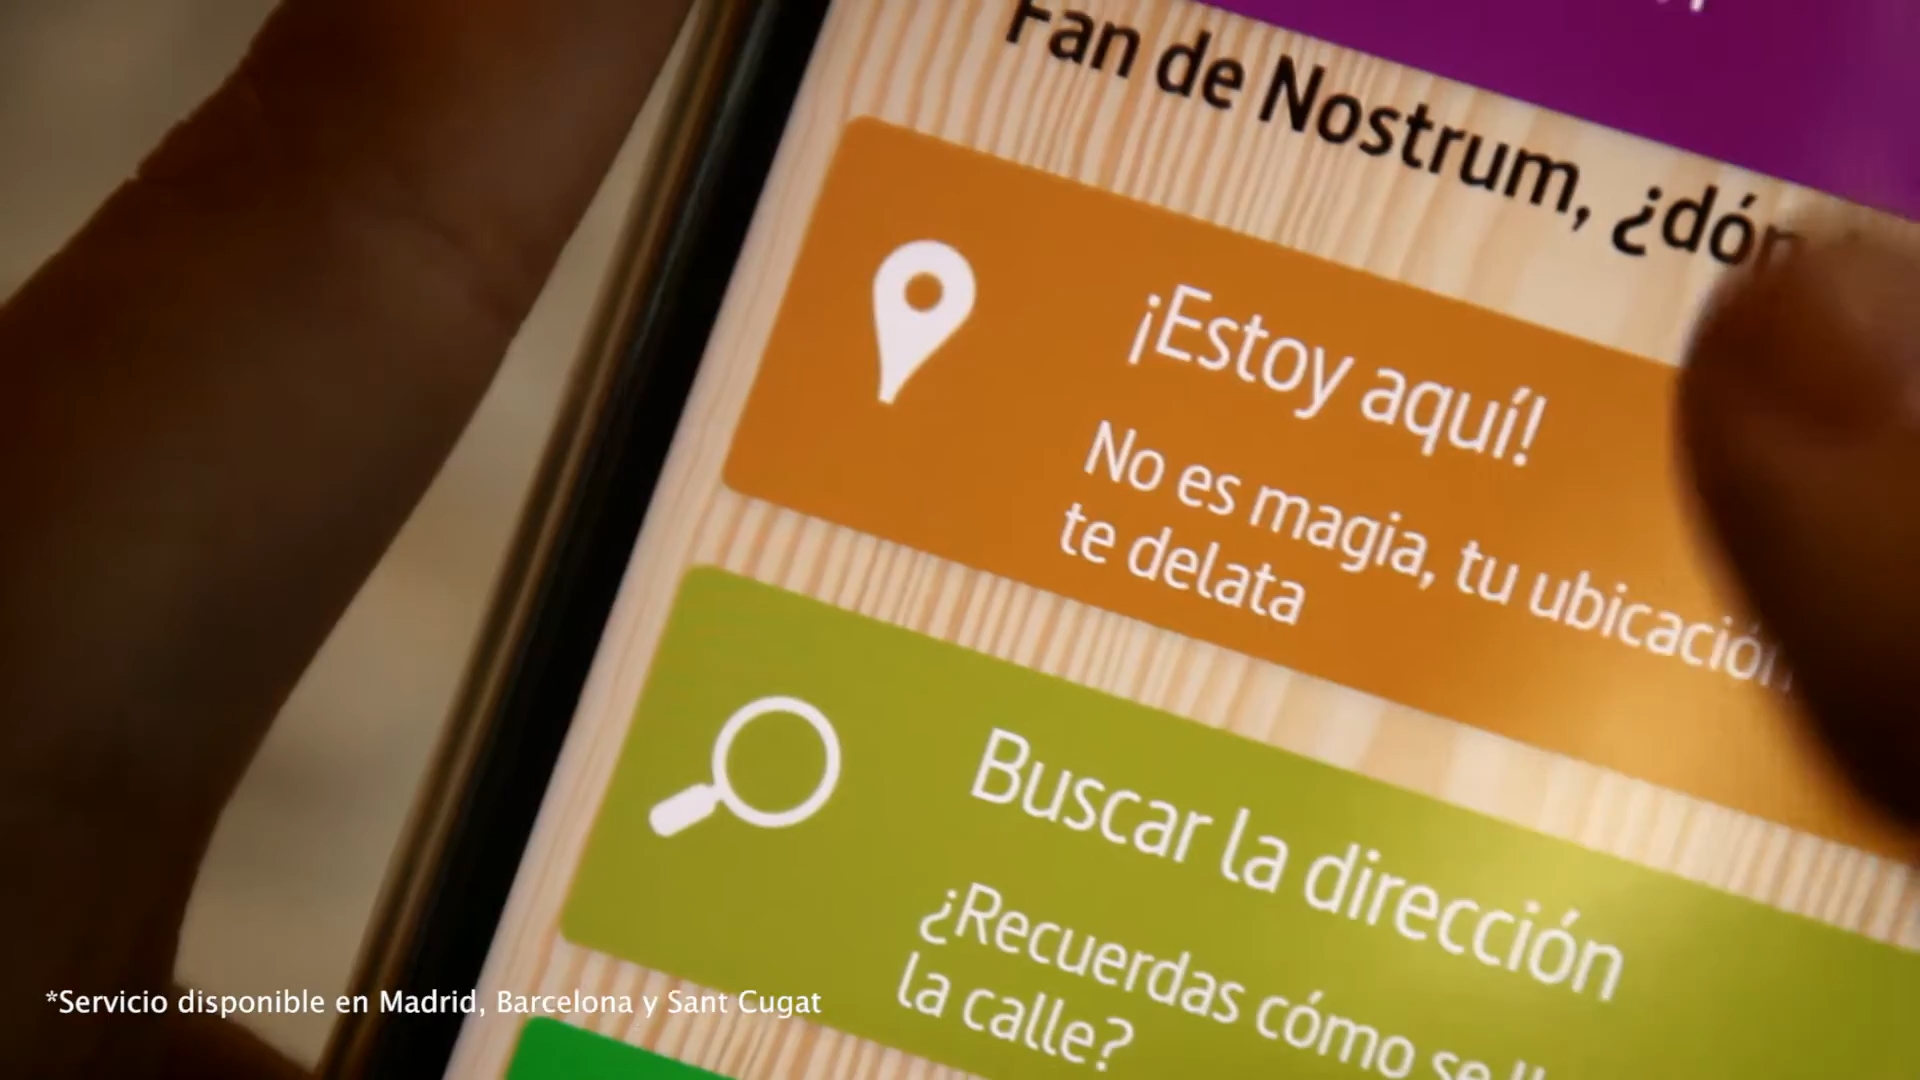 Fan de Nostrum,
¡Estoy aquí!
No es magia, tu ubicación
te delata
Buscar la dirección
¿Recuerdas cómo se
la calle?
*Servicio disponible en Madrid, Barcelona y Sant Cugat